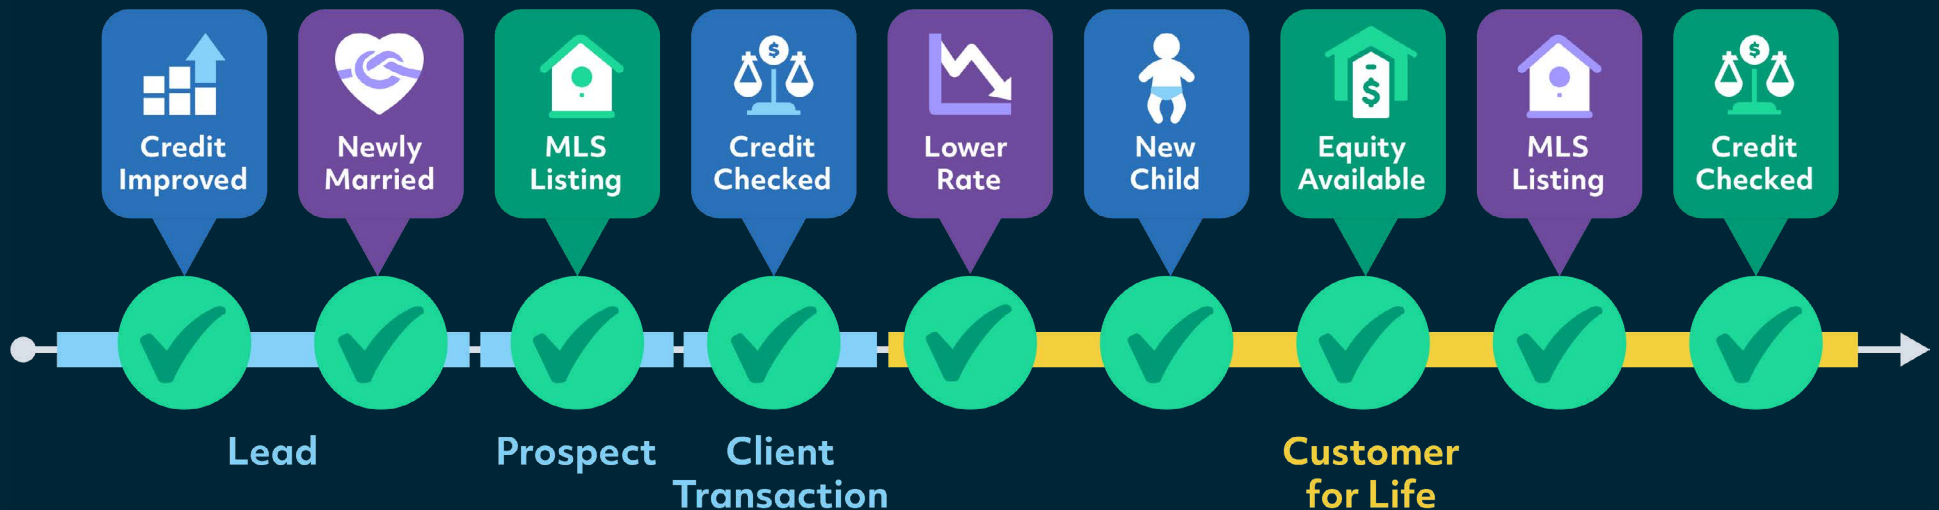 Credit
Improved
Newly
Married
MLS
Listing
Credit
Checked
Lower
Rate
New
Child
Equity
Available
MLS
Listing
Credit
Checked
Lead
Prospect
Client
Transaction
Customer
for Life